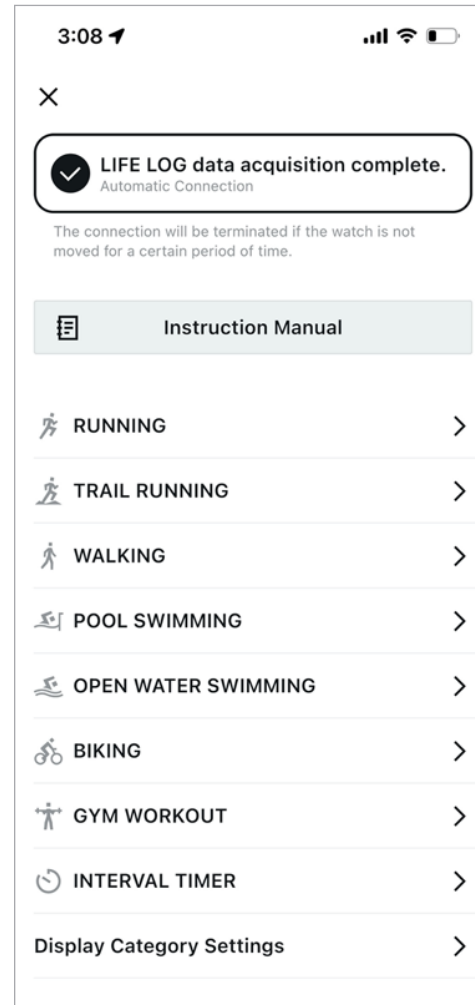 3:08
LIFE LOG data acquisition complete.
Automatic Connection
The connection will be terminated if the watch is not
moved for a certain period of time.
Instruction Manual
RUNNING
TRAIL RUNNING
WALKING
POOL SWIMMING
OPEN WATER SWIMMING
BIKING
GYM WORKOUT
INTERVAL TIMER
Display Category Settings